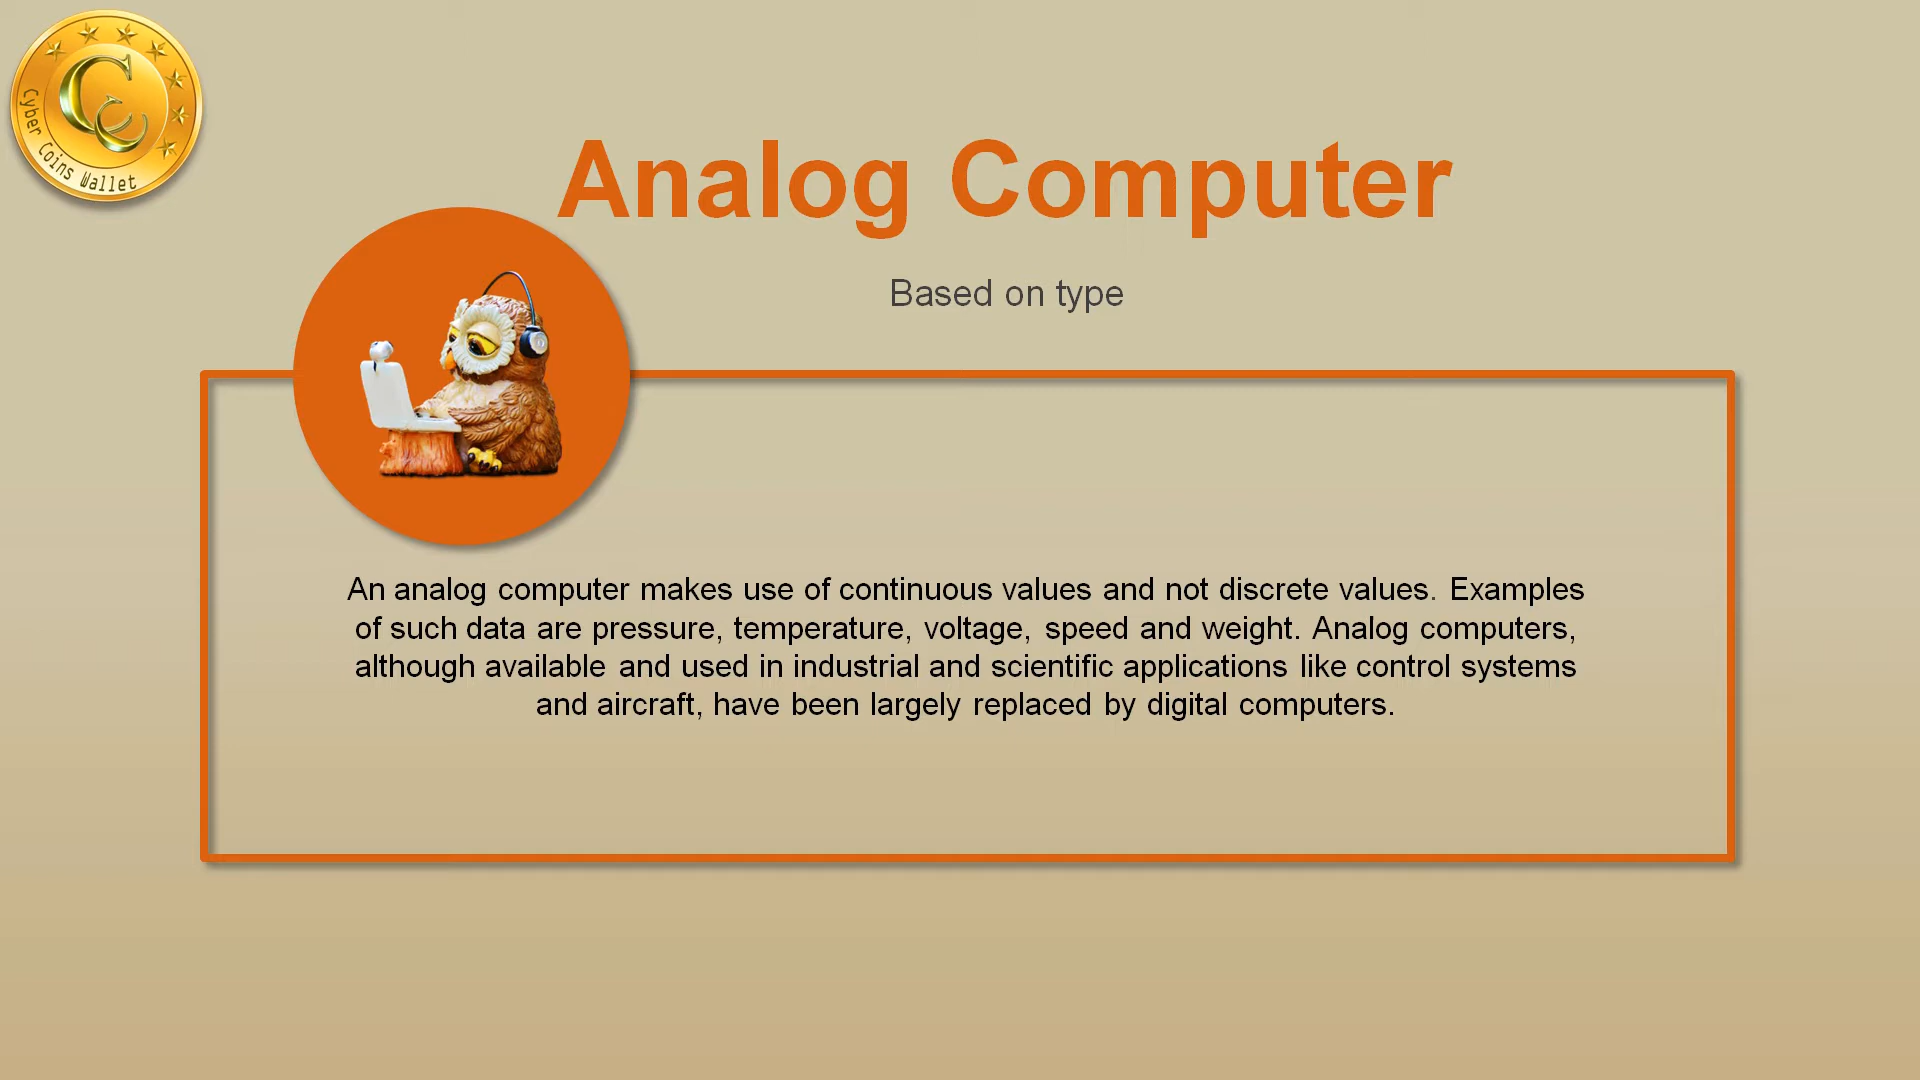 CC
Cyber Coins Wallet
Analog Computer
Based on type
An analog computer makes use of continuous values and not discrete values. Examples
of such data are pressure, temperature, voltage, speed and weight. Analog computers,
although available and used in industrial and scientific applications like control systems
and aircraft, have been largely replaced by digital computers.